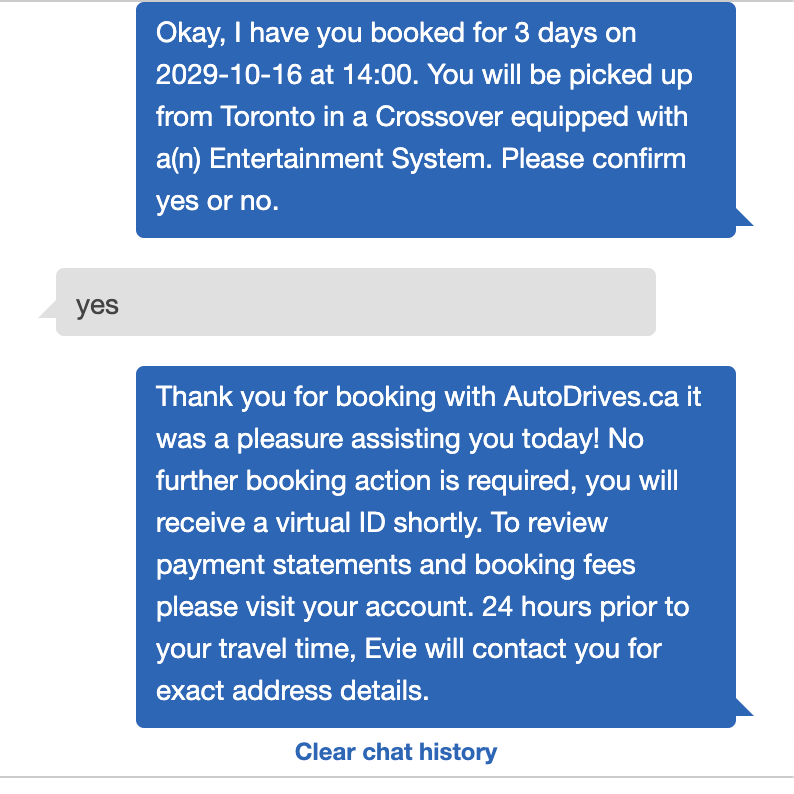 Okay, I have you booked for 3 days on
2029-10-16 at 14:00. You will be picked up
from Toronto in a Crossover equipped with
a(n) Entertainment System. Please confirm
yes or no.
yes
Thank you for booking with AutoDrives.ca it
was a pleasure assisting you today! No
further booking action is required, you will
receive a virtual ID shortly. To review
payment statements and booking fees
please visit your account. 24 hours prior to
your travel time, Evie will contact you for
exact address details.
Clear chat history